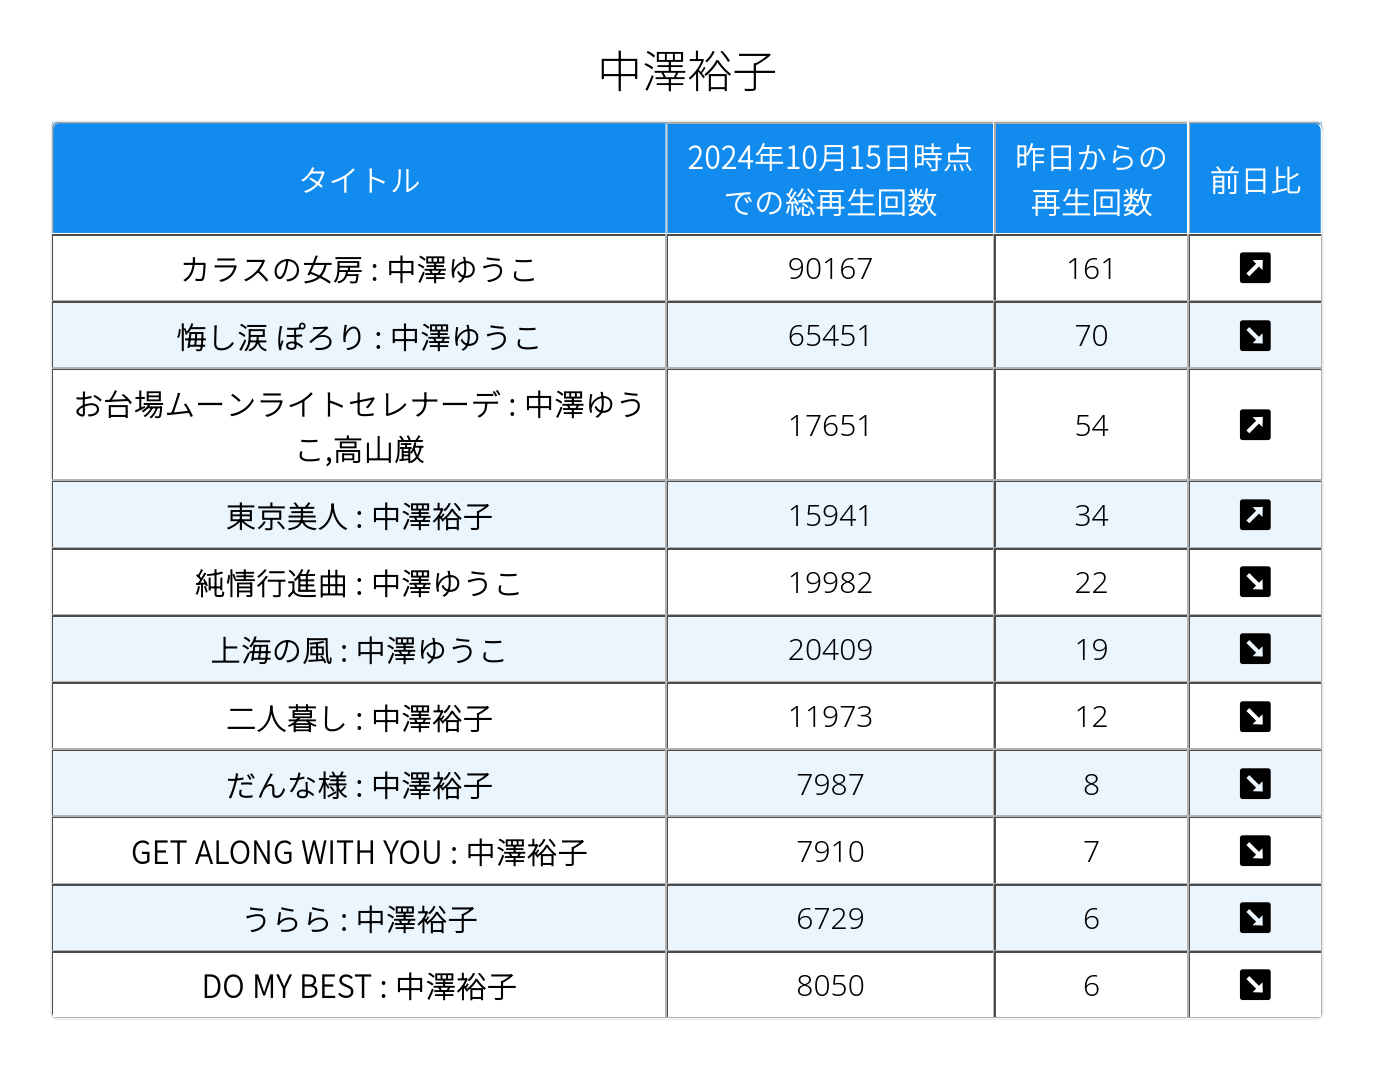 中澤裕子
タイトル
2024年10月15日時点
での総再生回数
昨日からの
再生回数
前日比
カラスの女房 : 中澤ゆうこ 90167 161
悔し涙 ぽろり : 中澤ゆうこ 65451 70
お台場ムーンライトセレナーデ : 中澤ゆう
こ,高山厳 17651 54
東京美人 : 中澤裕子 15941 34
純情行進曲 : 中澤ゆうこ 19982 22
上海の風 : 中澤ゆうこ 20409 19
二人暮し : 中澤裕子 11973 12
だんな様 : 中澤裕子 7987 8
GET ALONG WITH YOU : 中澤裕子 7910 7
うらら : 中澤裕子 6729 6
DO MY BEST : 中澤裕子 8050 6